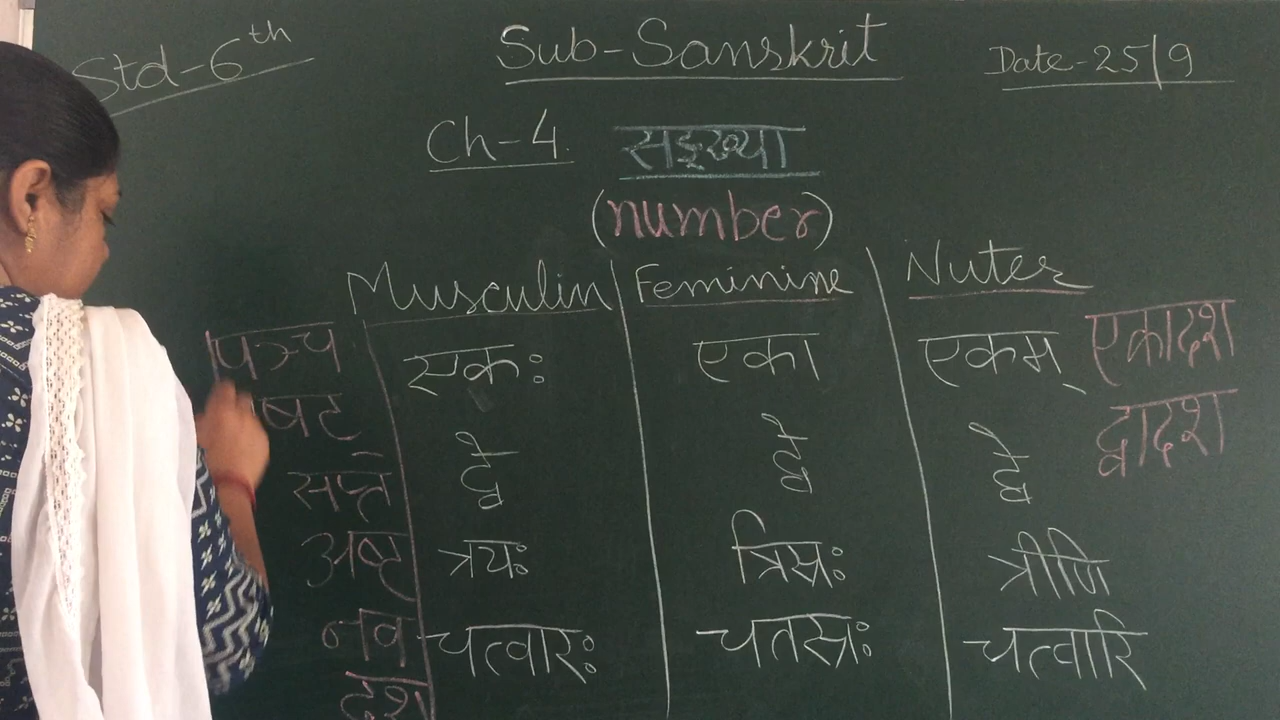 Std-6th
Sub-Sanskrit
Date-25/9
Ch-4. सङ्ख्या
(number)
Musculin Feminine Nuter
पञ्च एकः एका एकम् एकादश
षट द्वे द्वे द्वे द्वादश
सप्त
अष्ट त्रयः त्रिस्रः त्रीणि
नव चत्वारः चतस्त्रः चत्वारि
दश